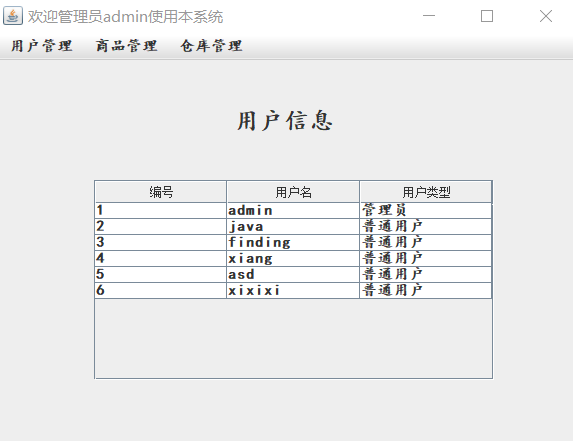 欢迎管理员admin使用本系统
用户管理 商品管理 仓库管理
用户信息
编号 用户名 用户类型
1 admin 管理员
2 java 普通用户
3 finding 普通用户
4 xiang 普通用户
5 asd 普通用户
6 xixixi 普通用户